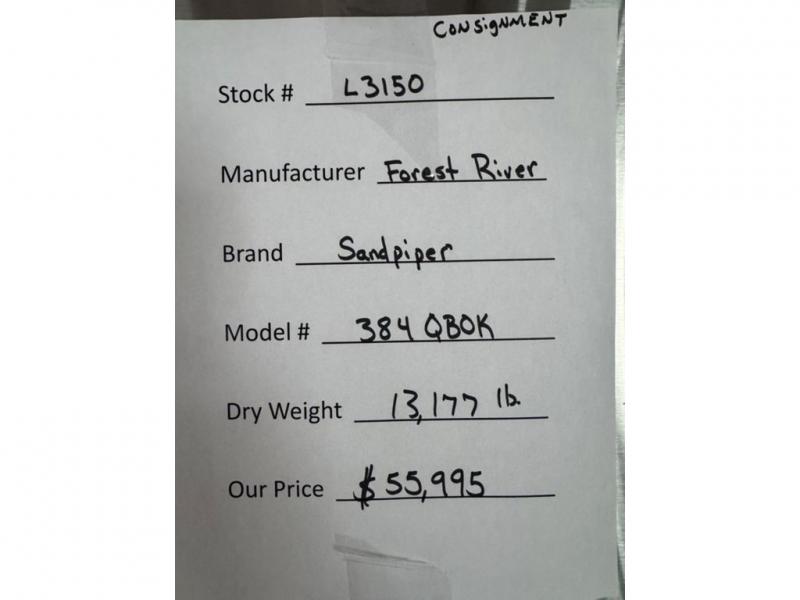 CONSIGNMENT
Stock # L3150
Manufacturer Forest River
Brand Sandpiper
Model # 384 QBOK
Dry Weight 13,177 lb.
Our Price $55,995